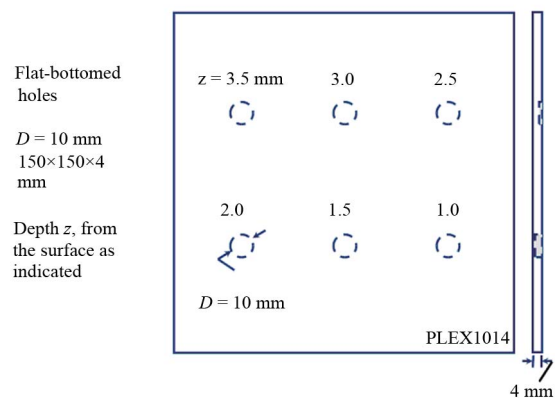 Flat-bottomed
holes
D = 10 mm
150×150×4
mm
Depth z, from
the surface as
indicated
z = 3.5 mm 3.0 2.5
2.0 1.5 1.0
D = 10 mm
PLEX1014
4 mm